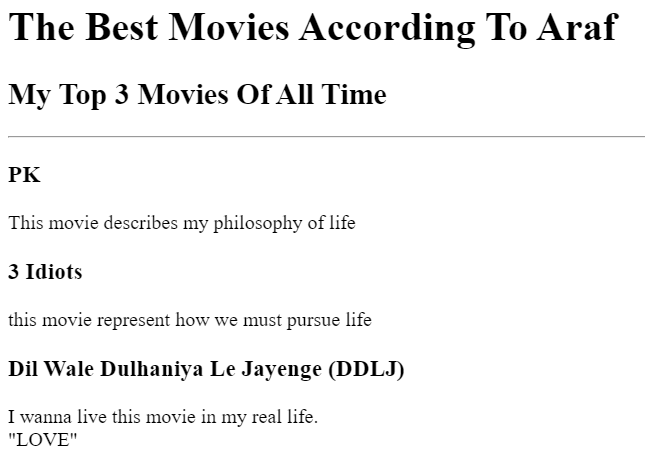 The Best Movies According To Araf
My Top 3 Movies Of All Time
PK
This movie describes my philosophy of life
3 Idiots
this movie represent how we must pursue life
Dil Wale Dulhaniya Le Jayenge (DDLJ)
I wanna live this movie in my real life.
"LOVE"